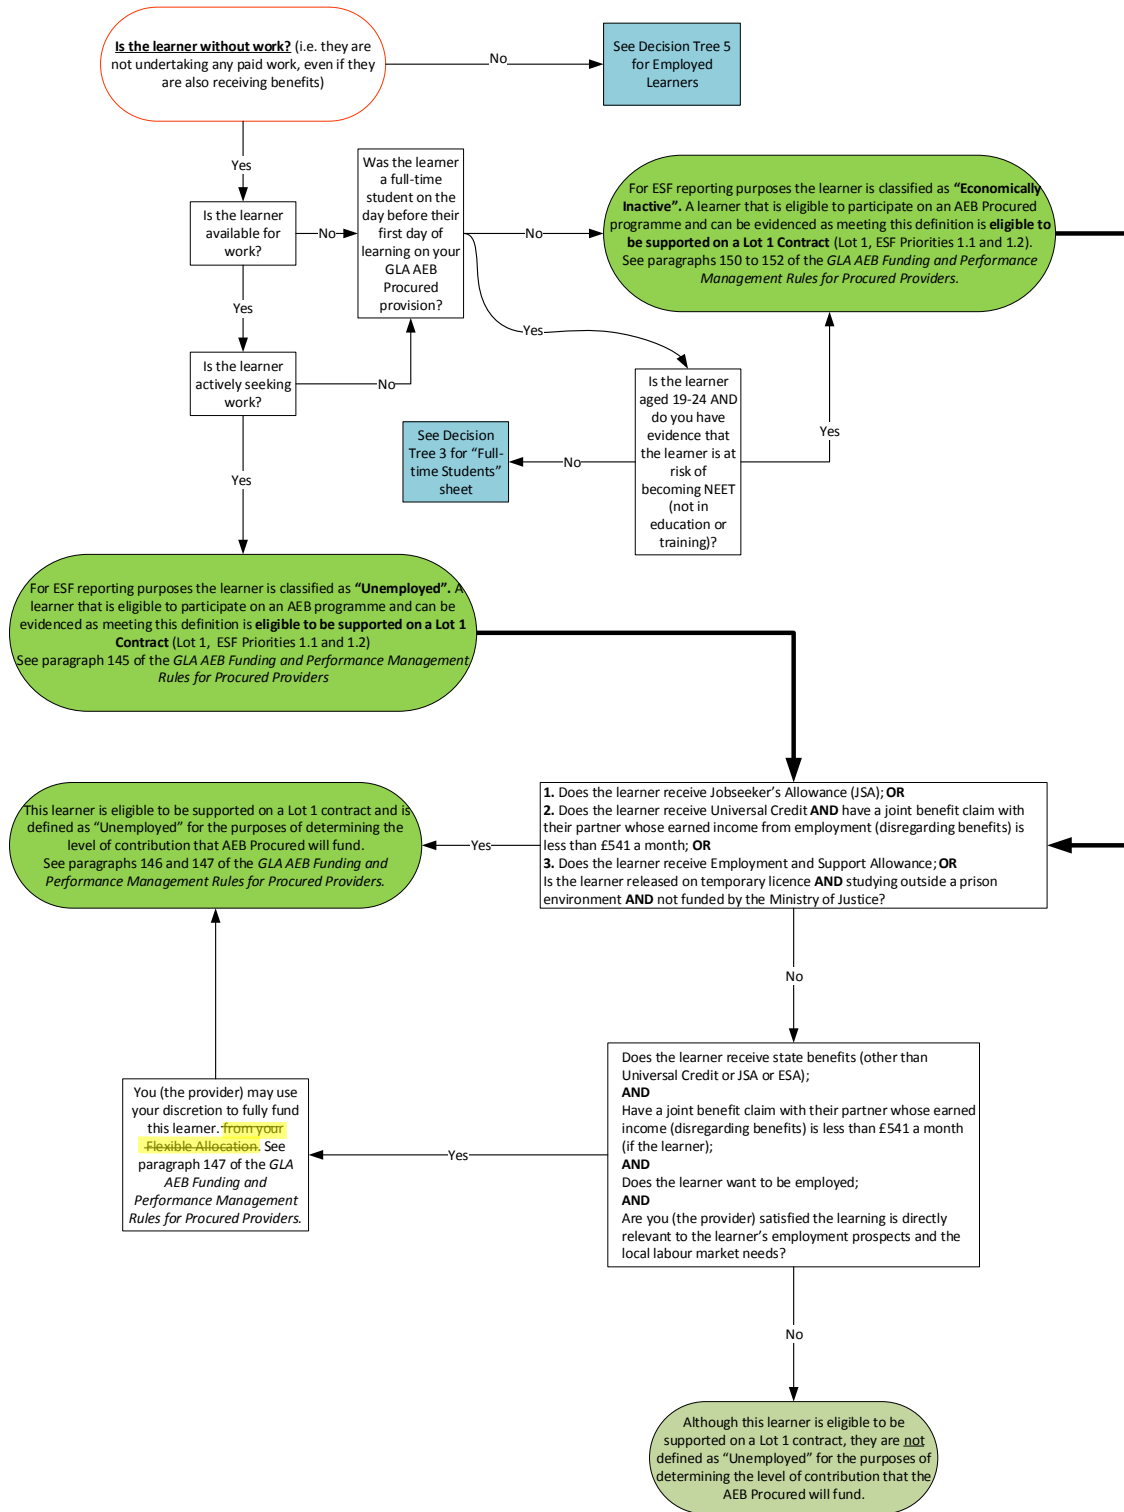 Is the learner without work? (i.e. they are
not undertaking any paid work, even if they
are also receiving benefits)
No
See Decision Tree 5
for Employed
Learners
Yes
Is the learner
available for
work?
No
Was the learner
a full-time
student on the
day before their
first day of
learning on your
GLA AEB
Procured
provision?
No
For ESF reporting purposes the learner is classified as “Economically
Inactive”. A learner that is eligible to participate on an AEB Procured
programme and can be evidenced as meeting this definition is eligible to
be supported on a Lot 1 Contract (Lot 1, ESF Priorities 1.1 and 1.2).
See paragraphs 150 to 152 of the GLA AEB Funding and Performance
Management Rules for Procured Providers.
Yes
Yes
Is the learner
actively seeking
work?
No
Is the learner
aged 19-24 AND
do you have
evidence that
the learner is at
risk of
becoming NEET
(not in
education or
training)?
Yes
No
See Decision
Tree 3 for “Full-
time Students”
sheet
Yes
For ESF reporting purposes the learner is classified as “Unemployed”. A
learner that is eligible to participate on an AEB programme and can be
evidenced as meeting this definition is eligible to be supported on a Lot 1
Contract (Lot 1, ESF Priorities 1.1 and 1.2)
See paragraph 145 of the GLA AEB Funding and Performance Management
Rules for Procured Providers
1. Does the learner receive Jobseeker’s Allowance (JSA); OR
2. Does the learner receive Universal Credit AND have a joint benefit claim with
their partner whose earned income from employment (disregarding benefits) is
less than £541 a month; OR
3. Does the learner receive Employment and Support Allowance; OR
Is the learner released on temporary licence AND studying outside a prison
environment AND not funded by the Ministry of Justice?
Yes
This learner is eligible to be supported on a Lot 1 contract and is
defined as “Unemployed” for the purposes of determining the
level of contribution that AEB Procured will fund.
See paragraphs 146 and 147 of the GLA AEB Funding and
Performance Management Rules for Procured Providers.
No
Does the learner receive state benefits (other than
Universal Credit or JSA or ESA);
AND
Have a joint benefit claim with their partner whose earned
income (disregarding benefits) is less than £541 a month
(if the learner);
AND
Does the learner want to be employed;
AND
Are you (the provider) satisfied the learning is directly
relevant to the learner’s employment prospects and the
local labour market needs?
Yes
You (the provider) may use
your discretion to fully fund
this learner. from your
Flexible Allocation. See
paragraph 147 of the GLA
AEB Funding and
Performance Management
Rules for Procured Providers.
No
Although this learner is eligible to be
supported on a Lot 1 contract, they are not
defined as “Unemployed” for the purposes of
determining the level of contribution that the
AEB Procured will fund.